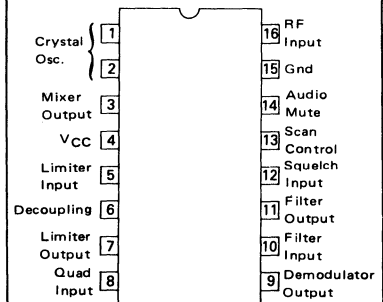 Crystal
Osc.
1
2
Mixer
Output
3
VCC
4
Limiter
Input
5
Decoupling
6
Limiter
Output
7
Quad
Input
8
16
RF
Input
15
Gnd
14
Audio
Mute
13
Scan
Control
12
Squelch
Input
11
Filter
Output
10
Filter
Input
9
Demodulator
Output